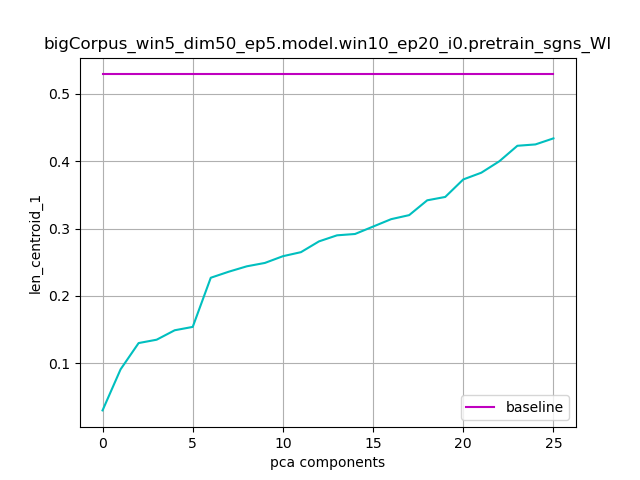 bigCorpus_win5_dim50_ep5.model.win10_ep20_i0.pretrain_sgns_WI
0.5
0.4
0.3
0.2
0.1
len_centroid_1
baseline
0 5 10 15 20 25
pca components